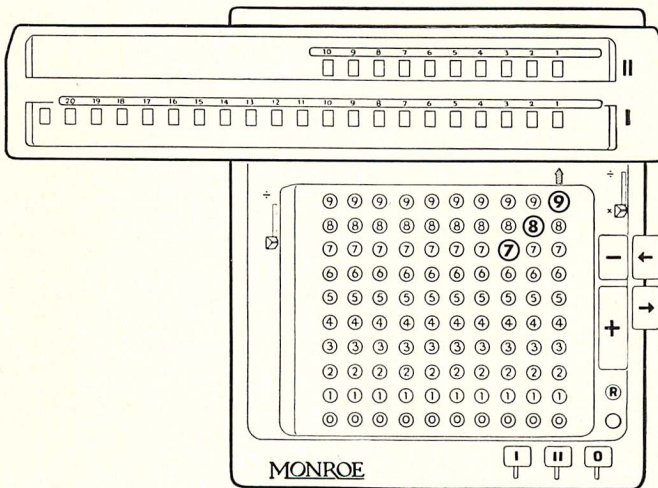 10 9 8 7 6 5 4 3 2 1
II
20 19 18 17 16 15 14 13 12 11 10 9 8 7 6 5 4 3 2 1
I
÷ ÷
×
9 9 9 9 9 9 9 9 9 9
8 8 8 8 8 8 8 8 8 8
7 7 7 7 7 7 7 7 7 7
− ←
6 6 6 6 6 6 6 6 6 6
5 5 5 5 5 5 5 5 5 5
→
4 4 4 4 4 4 4 4 4 4
+
3 3 3 3 3 3 3 3 3 3
2 2 2 2 2 2 2 2 2 2
1 1 1 1 1 1 1 1 1 1
R
0 0 0 0 0 0 0 0 0 0
MONROE
I II 0